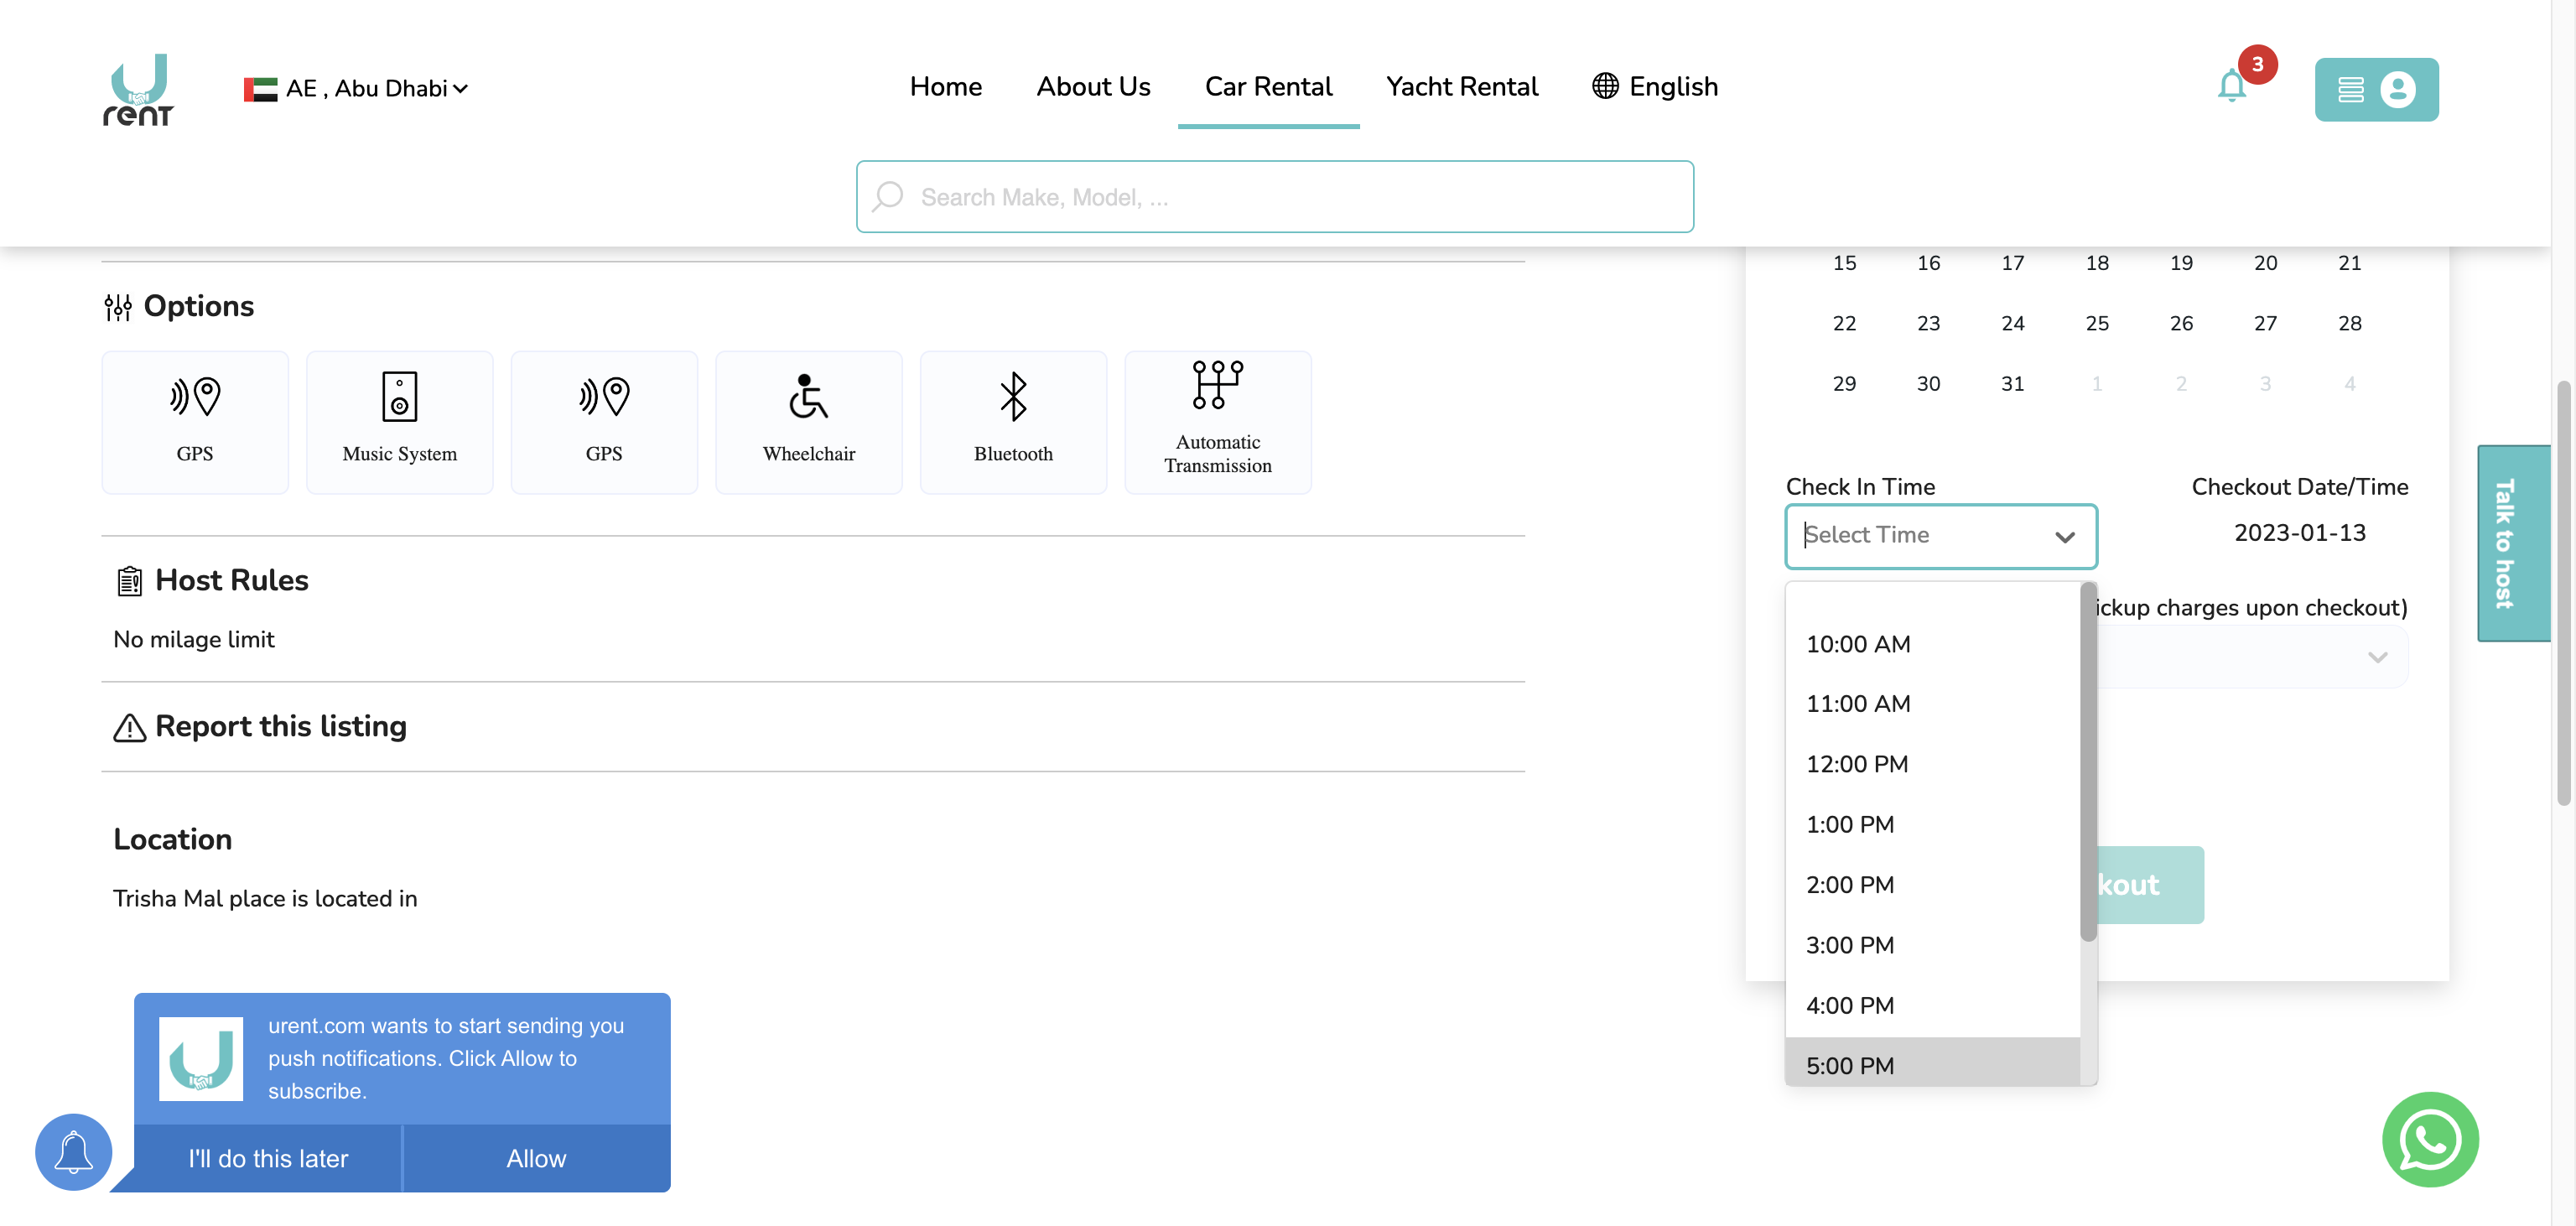 U
rent
AE , Abu Dhabi
Home
About Us
Car Rental
Yacht Rental
English
3
Search Make, Model, ...
Options
GPS
Music System
GPS
Wheelchair
Bluetooth
Automatic
Transmission
Host Rules
No milage limit
Report this listing
Location
Trisha Mal place is located in
15 16 17 18 19 20 21
22 23 24 25 26 27 28
29 30 31 1 2 3 4
Check In Time
Checkout Date/Time
Select Time
2023-01-13
ickup charges upon checkout)
10:00 AM
11:00 AM
12:00 PM
1:00 PM
2:00 PM
3:00 PM
4:00 PM
5:00 PM
kout
Talk to host
urent.com wants to start sending you
push notifications. Click Allow to
subscribe.
I'll do this later
Allow